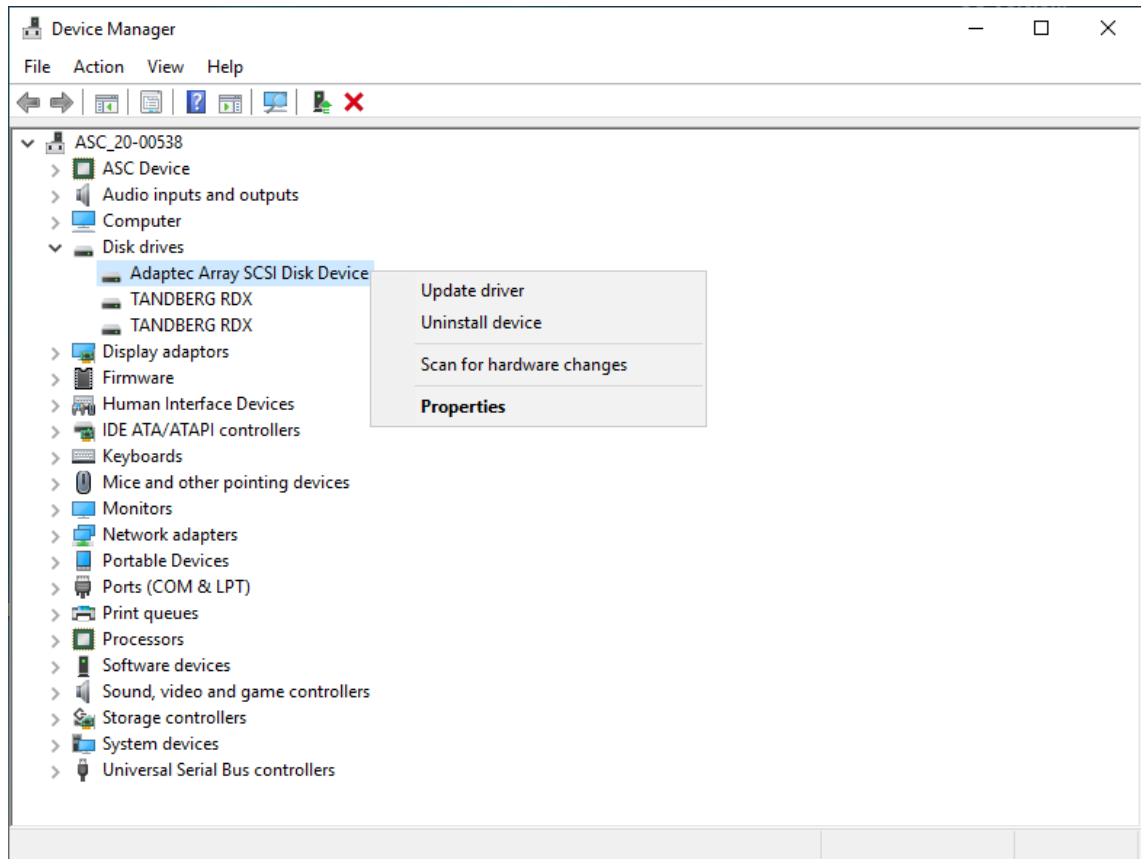 Device Manager
File Action View Help
ASC_20-00538
ASC Device
Audio inputs and outputs
Computer
Disk drives
Adaptec Array SCSI Disk Device
TANDBERG RDX
TANDBERG RDX
Display adaptors
Firmware
Human Interface Devices
IDE ATA/ATAPI controllers
Keyboards
Mice and other pointing devices
Monitors
Network adapters
Portable Devices
Ports (COM & LPT)
Print queues
Processors
Software devices
Sound, video and game controllers
Storage controllers
System devices
Universal Serial Bus controllers
Update driver
Uninstall device
Scan for hardware changes
Properties